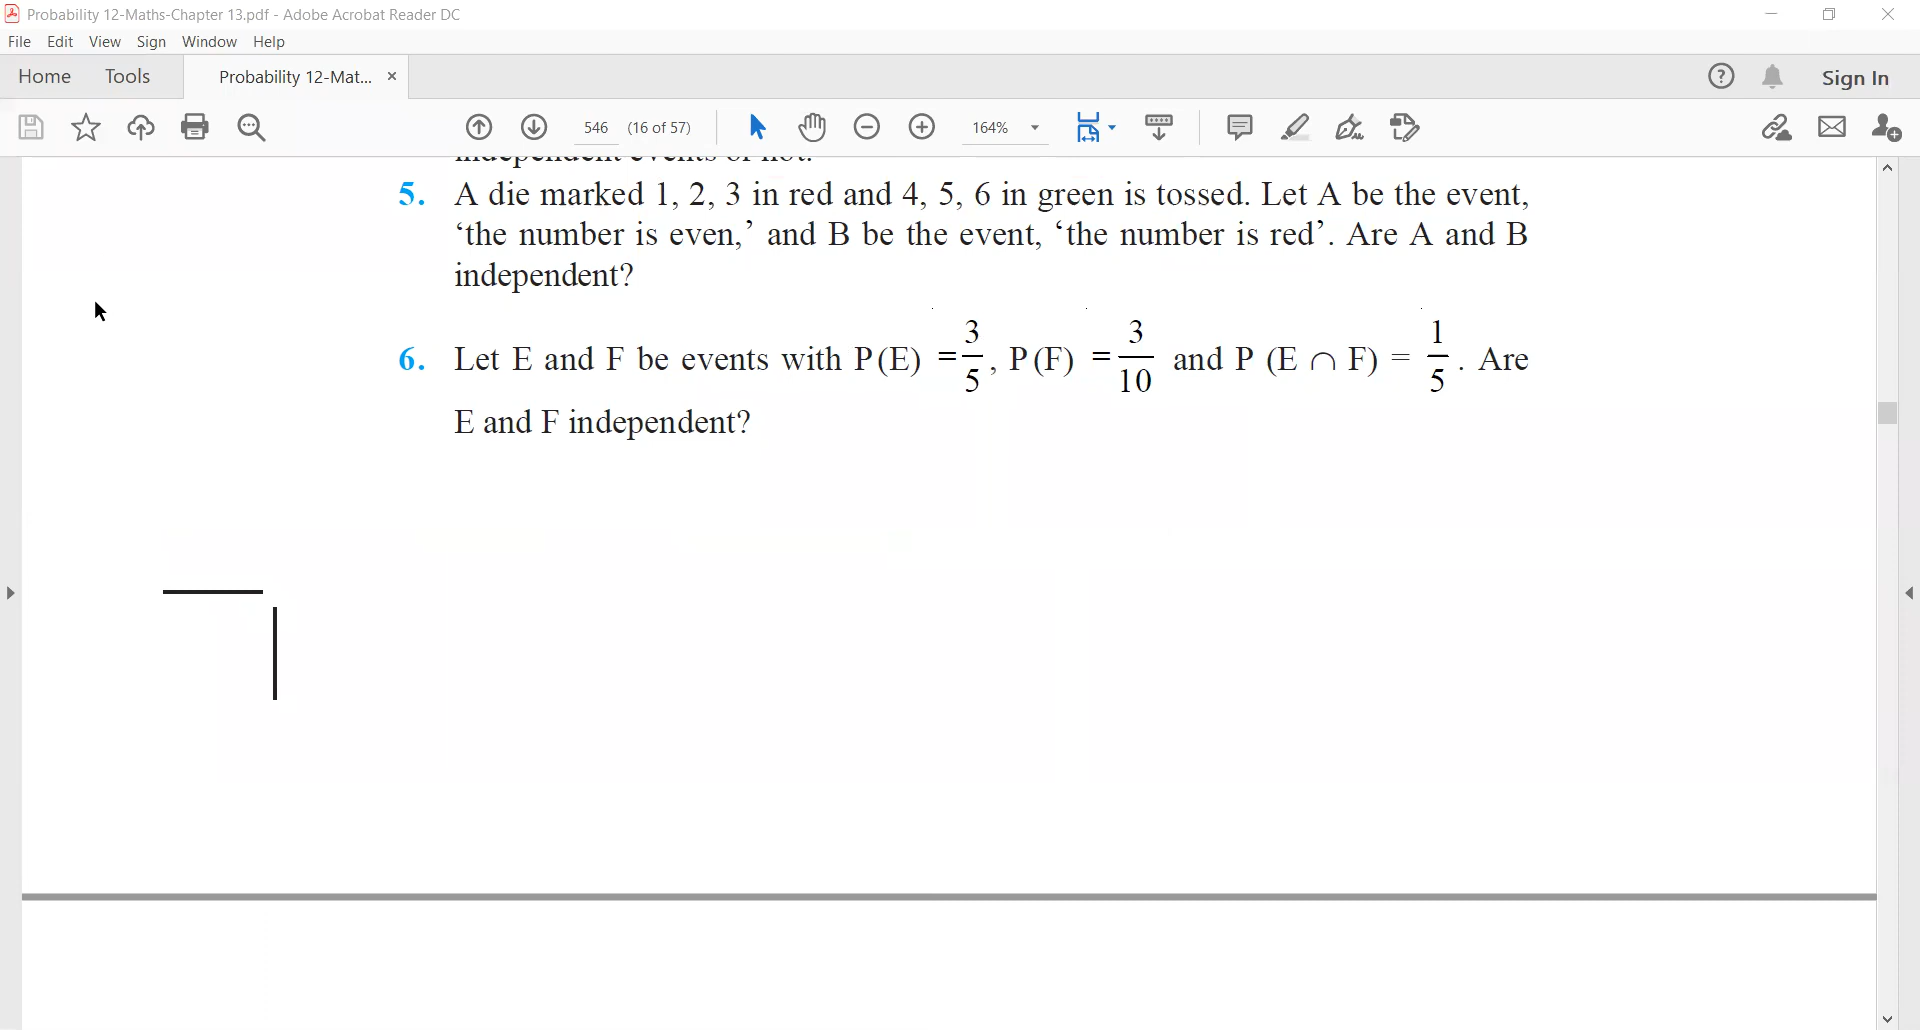 Probability 12-Maths-Chapter 13.pdf - Adobe Acrobat Reader DC
File Edit View Sign Window Help
Home Tools Probability 12-Mat... × Sign In
546 (16 of 57) 164%
independent events or not.
5. A die marked 1, 2, 3 in red and 4, 5, 6 in green is tossed. Let A be the event,
‘the number is even,’ and B be the event, ‘the number is red’. Are A and B
independent?
6. Let E and F be events with P(E) = 3/5, P(F) = 3/10 and P (E ∩ F) = 1/5. Are
E and F independent?